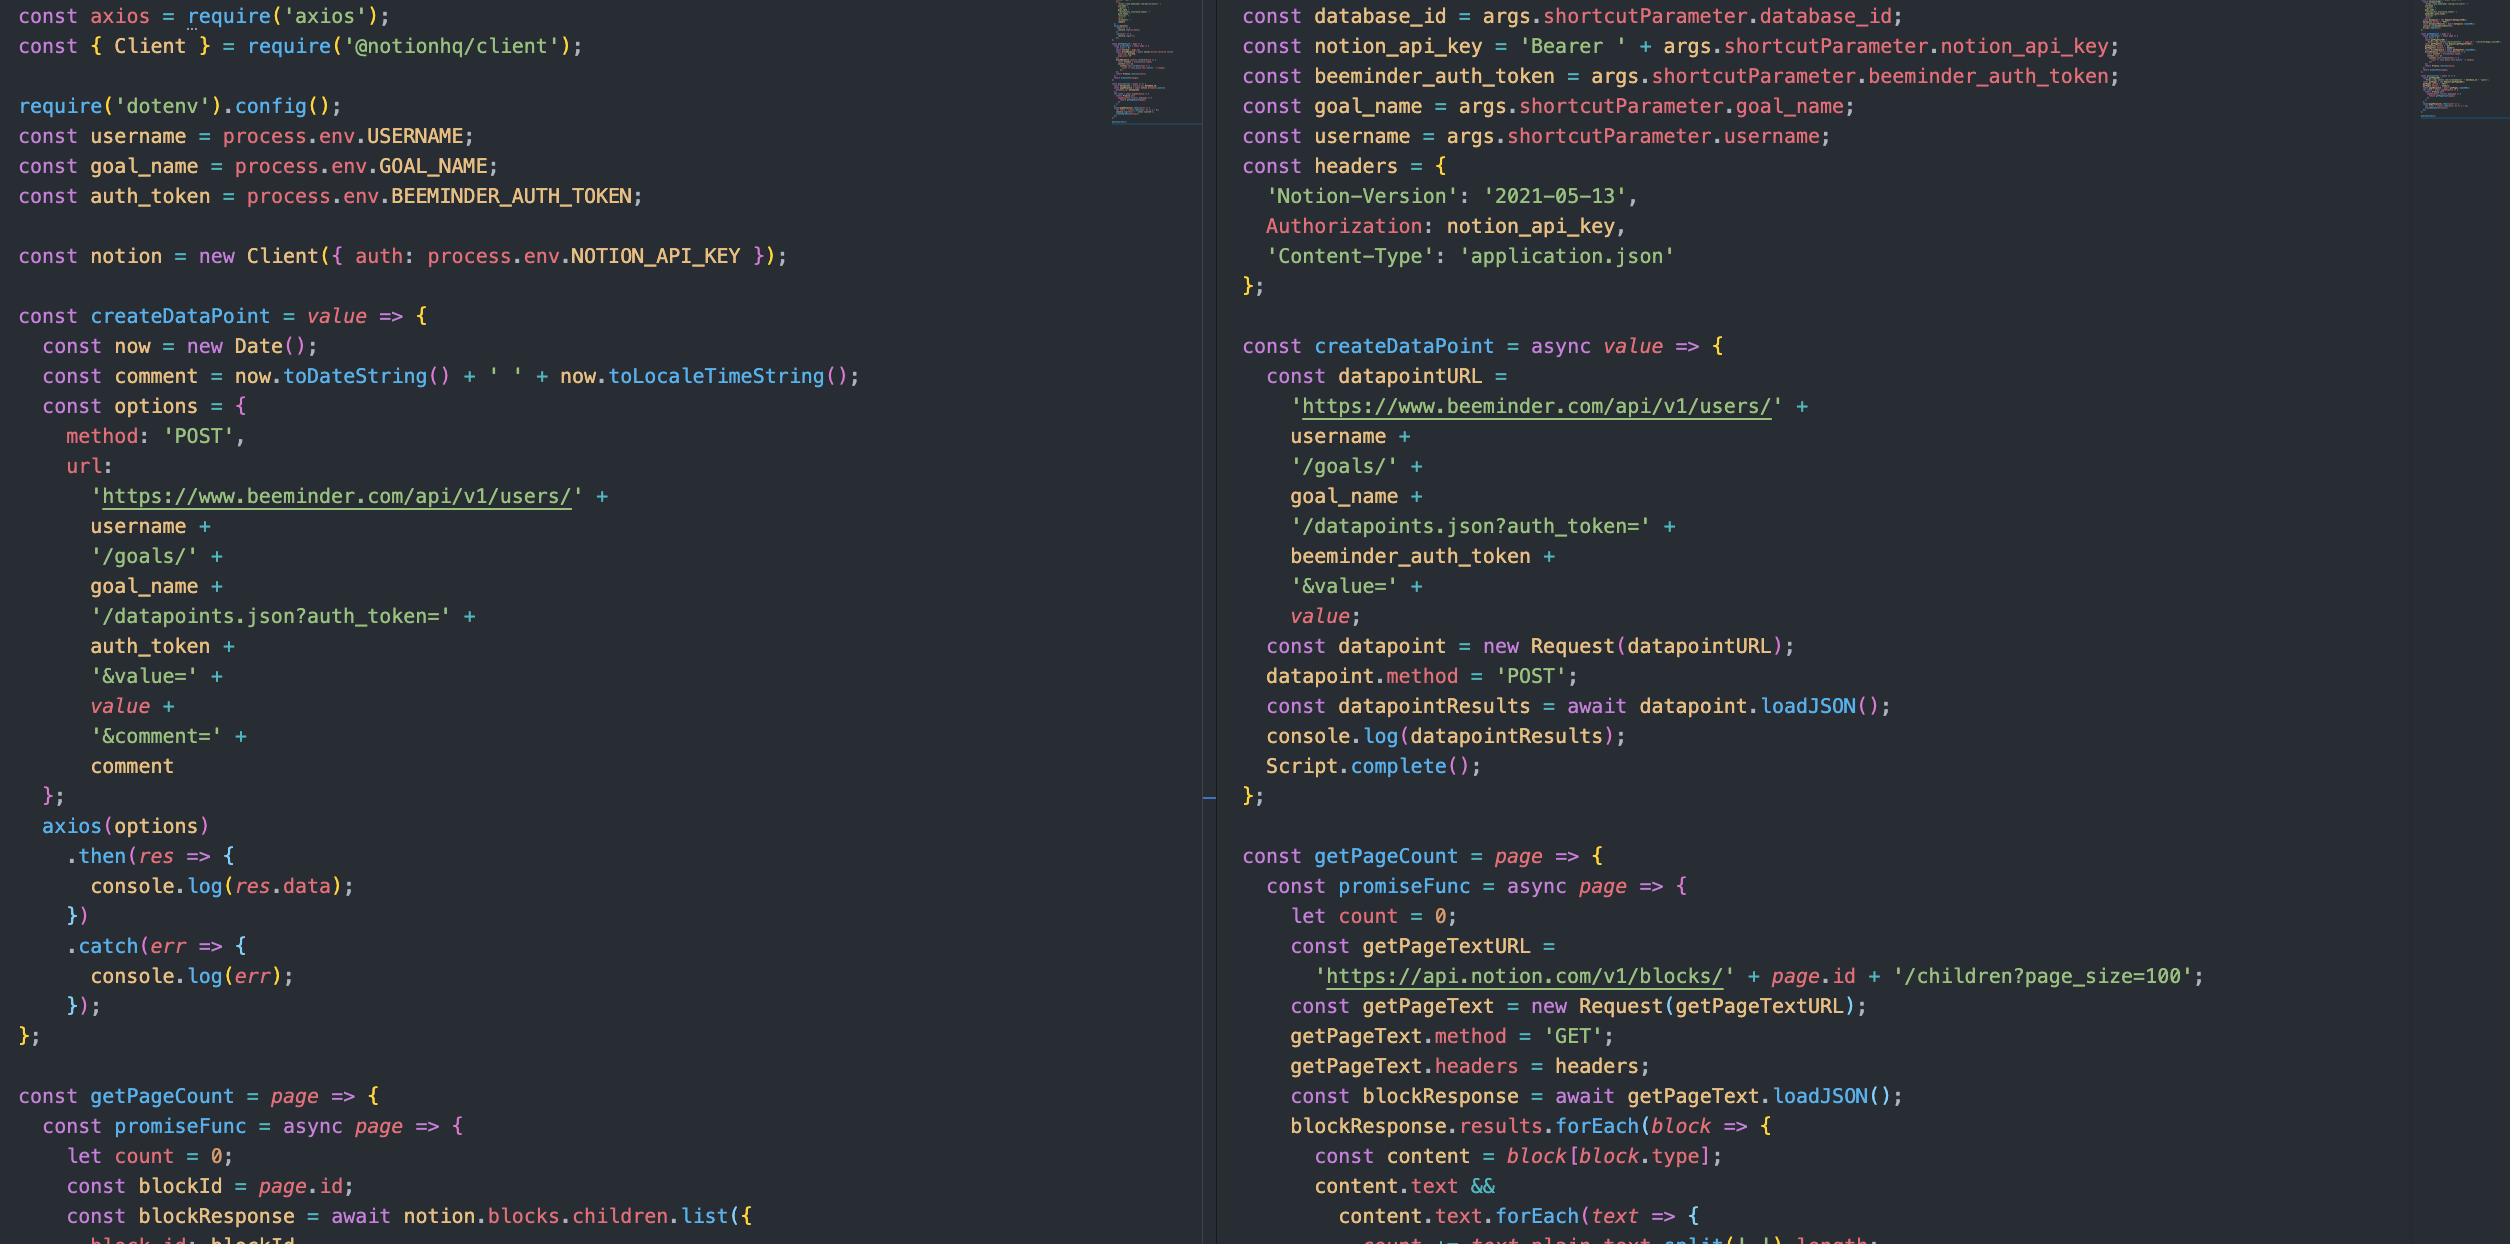 const axios = require('axios');
const { Client } = require('@notionhq/client');
require('dotenv').config();
const username = process.env.USERNAME;
const goal_name = process.env.GOAL_NAME;
const auth_token = process.env.BEEMINDER_AUTH_TOKEN;
const notion = new Client({ auth: process.env.NOTION_API_KEY });
const createDataPoint = value => {
const now = new Date();
const comment = now.toDateString() + ' ' + now.toLocaleTimeString();
const options = {
method: 'POST',
url:
'https://www.beeminder.com/api/v1/users/' +
username +
'/goals/' +
goal_name +
'/datapoints.json?auth_token=' +
auth_token +
'&value=' +
value +
'&comment=' +
comment
};
axios(options)
.then(res => {
console.log(res.data);
})
.catch(err => {
console.log(err);
});
};
const getPageCount = page => {
const promiseFunc = async page => {
let count = 0;
const blockId = page.id;
const blockResponse = await notion.blocks.children.list({
block_id: blockId
const database_id = args.shortcutParameter.database_id;
const notion_api_key = 'Bearer ' + args.shortcutParameter.notion_api_key;
const beeminder_auth_token = args.shortcutParameter.beeminder_auth_token;
const goal_name = args.shortcutParameter.goal_name;
const username = args.shortcutParameter.username;
const headers = {
'Notion-Version': '2021-05-13',
Authorization: notion_api_key,
'Content-Type': 'application.json'
};
const createDataPoint = async value => {
const datapointURL =
'https://www.beeminder.com/api/v1/users/' +
username +
'/goals/' +
goal_name +
'/datapoints.json?auth_token=' +
beeminder_auth_token +
'&value=' +
value;
const datapoint = new Request(datapointURL);
datapoint.method = 'POST';
const datapointResults = await datapoint.loadJSON();
console.log(datapointResults);
Script.complete();
};
const getPageCount = page => {
const promiseFunc = async page => {
let count = 0;
const getPageTextURL =
'https://api.notion.com/v1/blocks/' + page.id + '/children?page_size=100';
const getPageText = new Request(getPageTextURL);
getPageText.method = 'GET';
getPageText.headers = headers;
const blockResponse = await getPageText.loadJSON();
blockResponse.results.forEach(block => {
const content = block[block.type];
content.text &&
content.text.forEach(text => {
count += text.plain_text.split(' ').length;